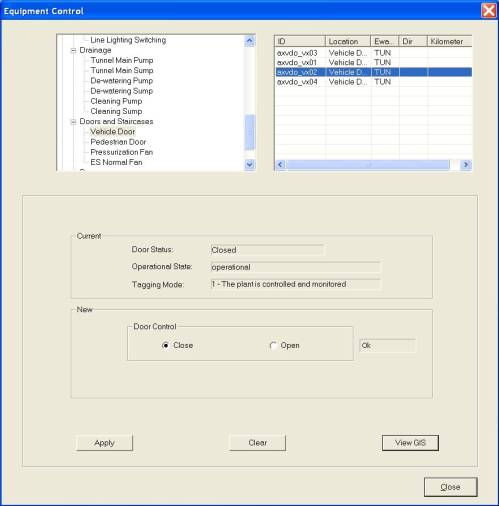 Equipment Control
Line Lighting Switching
Drainage
Tunnel Main Pump
Tunnel Main Sump
De-watering Pump
De-watering Sump
Cleaning Pump
Cleaning Sump
Doors and Staircases
Vehicle Door
Pedestrian Door
Pressurization Fan
ES Normal Fan
ID Location Ewa... Dir Kilometer
axvdo_vx03 Vehicle D... TUN
axvdo_vx01 Vehicle D... TUN
axvdo_vx02 Vehicle D... TUN
axvdo_vx04 Vehicle D... TUN
Current
Door Status: Closed
Operational State: operational
Tagging Mode: 1 - The plant is controlled and monitored
New
Door Control
Close Open Ok
Apply Clear View GIS
Close